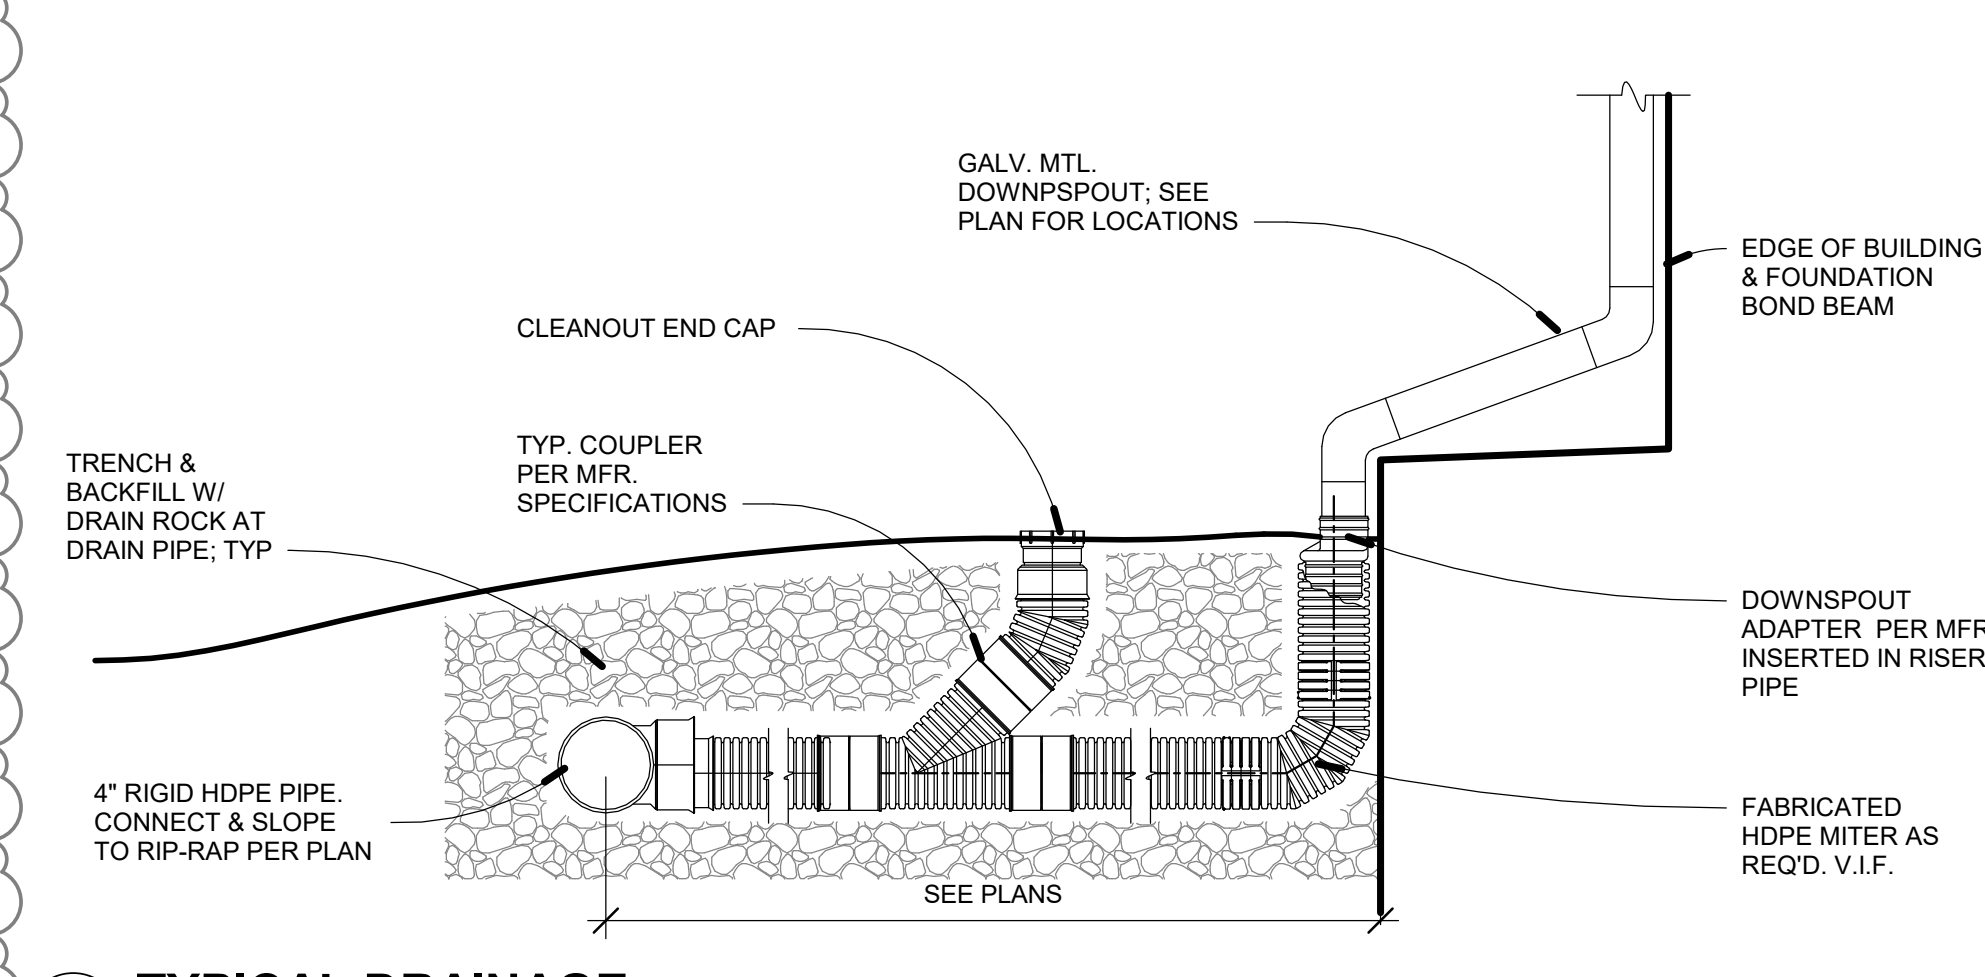 GALV. MTL.
DOWNPSPOUT; SEE
PLAN FOR LOCATIONS
EDGE OF BUILDING
& FOUNDATION
BOND BEAM
CLEANOUT END CAP
TYP. COUPLER
PER MFR.
SPECIFICATIONS
TRENCH &
BACKFILL W/
DRAIN ROCK AT
DRAIN PIPE; TYP
DOWNSPOUT
ADAPTER PER MFR
INSERTED IN RISER
PIPE
4" RIGID HDPE PIPE.
CONNECT & SLOPE
TO RIP-RAP PER PLAN
FABRICATED
HDPE MITER AS
REQ'D. V.I.F.
SEE PLANS
TYPICAL DRAINAGE